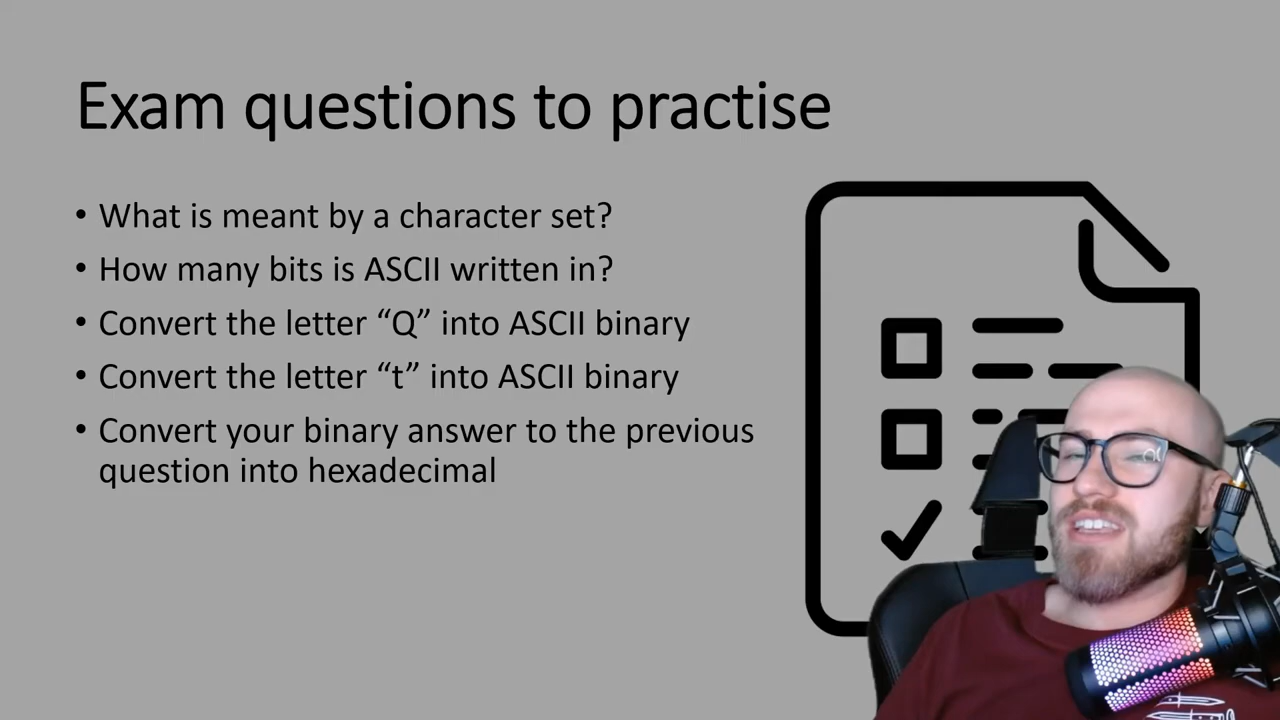 Exam questions to practise
• What is meant by a character set?
• How many bits is ASCII written in?
• Convert the letter “Q” into ASCII binary
• Convert the letter “t” into ASCII binary
• Convert your binary answer to the previous
question into hexadecimal